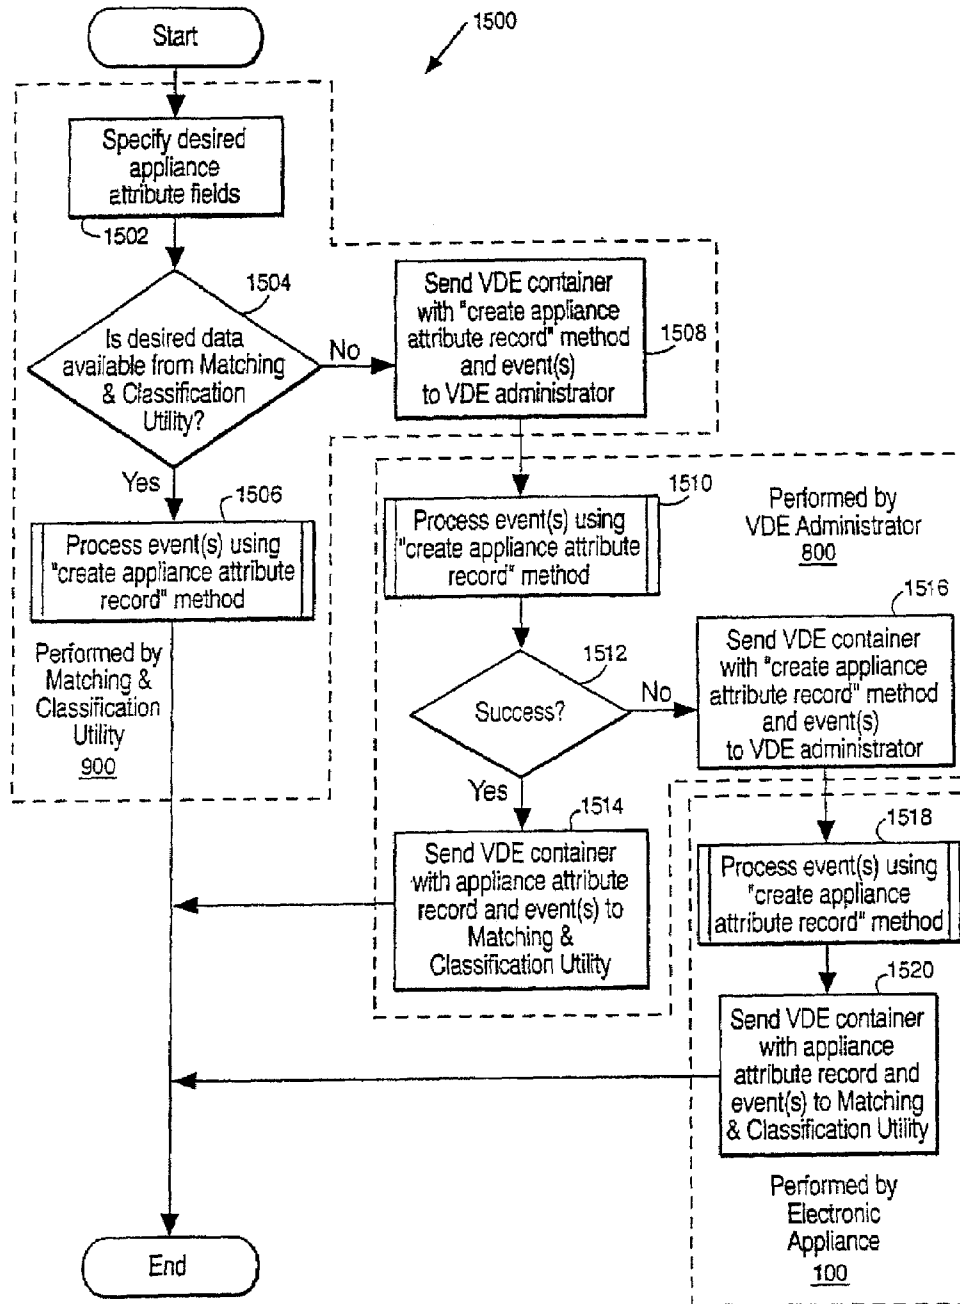 Start
1500
Specify desired
appliance
attribute fields
1502
1504
Is desired data
available from Matching
& Classification
Utility?
No
Yes
Send VDE container
with "create appliance
attribute record" method
and event(s)
to VDE administrator
1508
1506
Process event(s) using
"create appliance attribute
record" method
Performed by
Matching &
Classification
Utility
900
1510
Process event(s) using
"create appliance attribute
record" method
Performed by
VDE Administrator
800
1512
Success?
No
Yes
1516
Send VDE container
with "create appliance
attribute record" method
and event(s)
to VDE administrator
1514
Send VDE container
with appliance attribute
record and event(s) to
Matching &
Classification Utility
1518
Process event(s) using
"create appliance
attribute record" method
1520
Send VDE container
with appliance
attribute record and
event(s) to Matching
& Classification Utility
Performed by
Electronic
Appliance
100
End